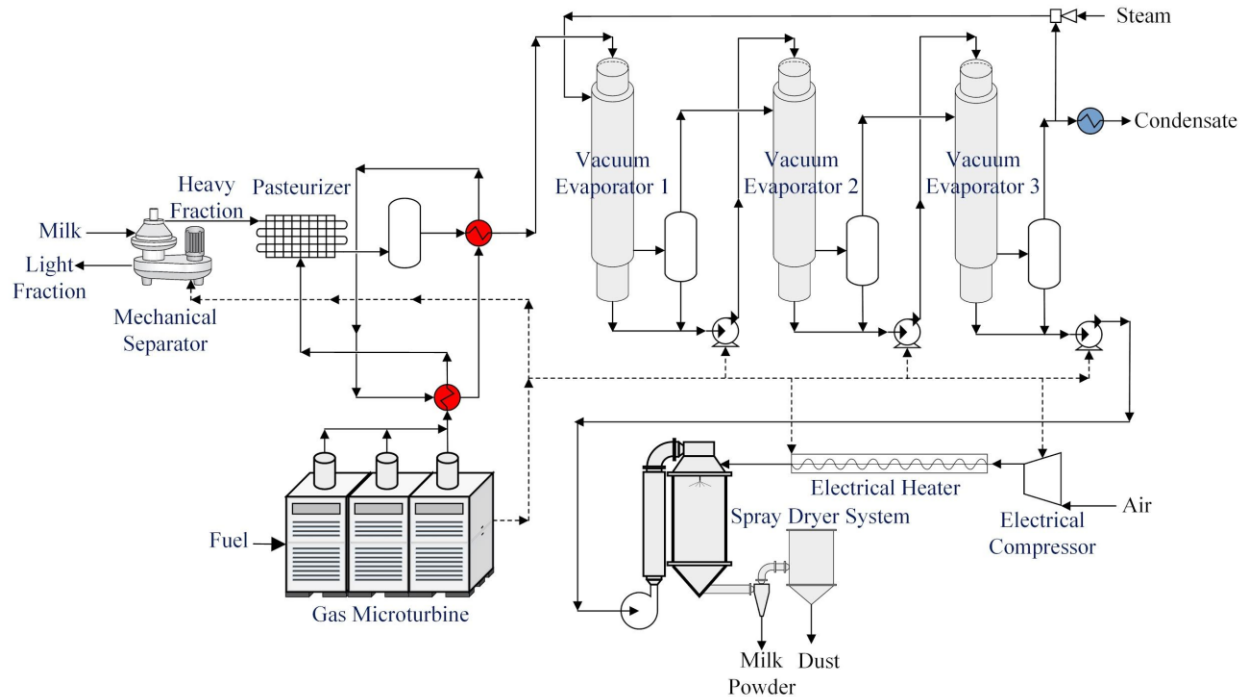 Steam
Condensate
Vacuum
Evaporator 1
Vacuum
Evaporator 2
Vacuum
Evaporator 3
Heavy
Fraction
Pasteurizer
Milk
Light
Fraction
Mechanical
Separator
Electrical Heater
Spray Dryer System
Air
Electrical
Compressor
Fuel
Gas Microturbine
Milk
Powder
Dust